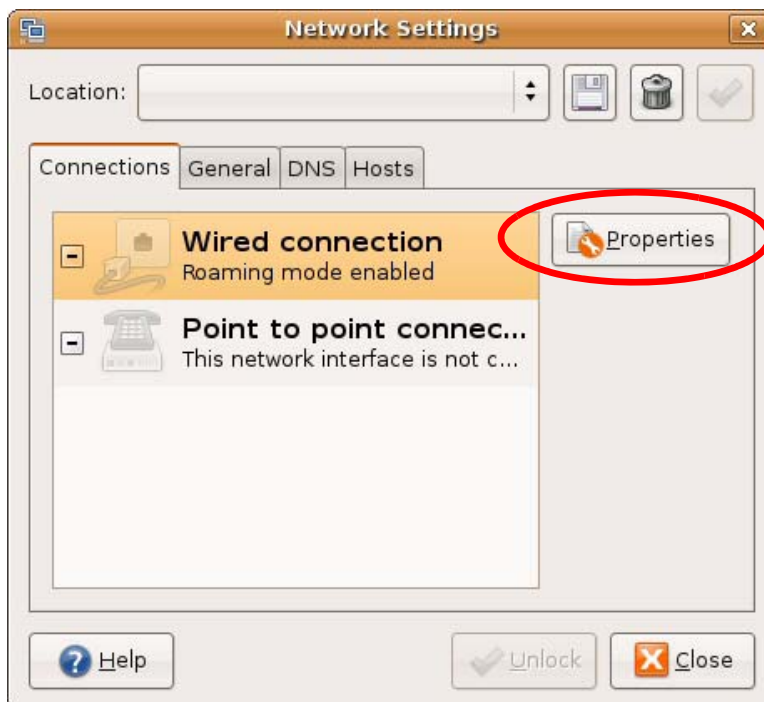 Network Settings
Location:
Connections General DNS Hosts
Wired connection
Roaming mode enabled
Properties
Point to point connec...
This network interface is not c...
Help Unlock Close